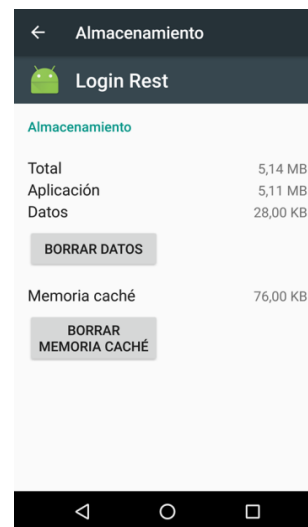 Almacenamiento
Login Rest
Almacenamiento
Total 5,14 MB
Aplicación 5,11 MB
Datos 28,00 KB
BORRAR DATOS
Memoria caché 76,00 KB
BORRAR
MEMORIA CACHÉ